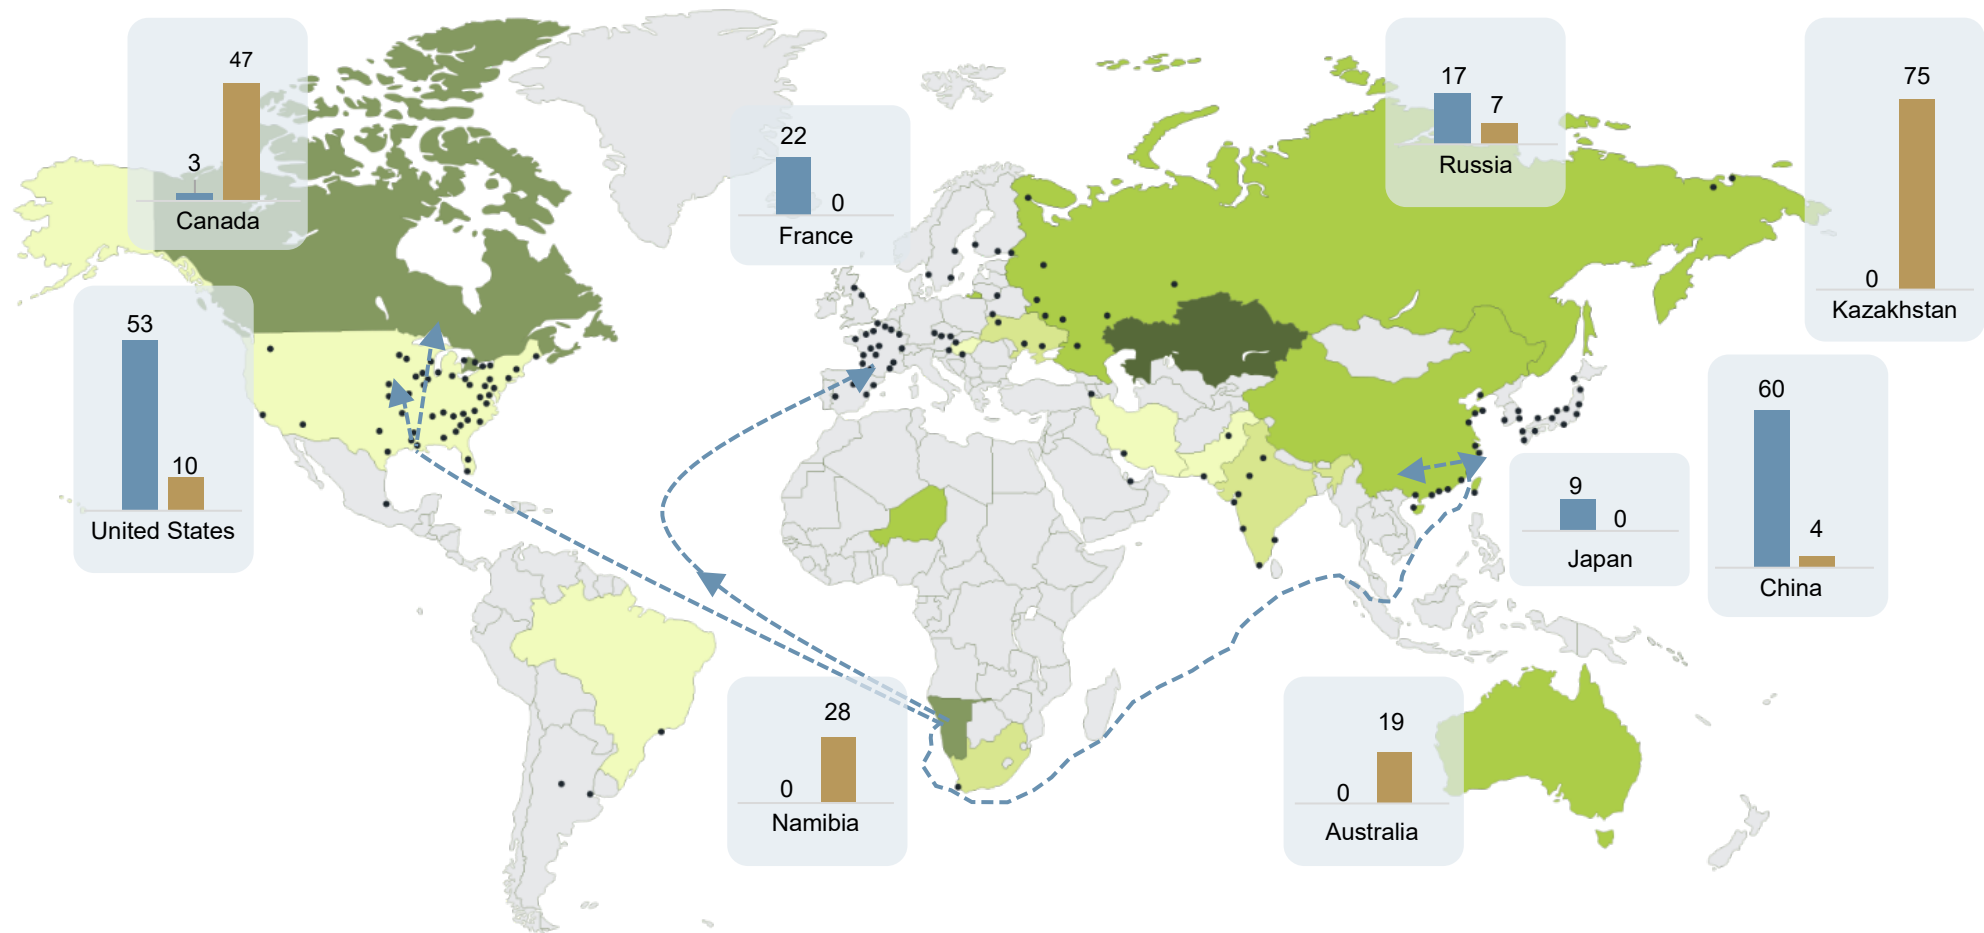 47
3
Canada
22
0
France
17
7
Russia
75
0
Kazakhstan
53
10
United States
60
4
China
9
0
Japan
28
0
Namibia
19
0
Australia